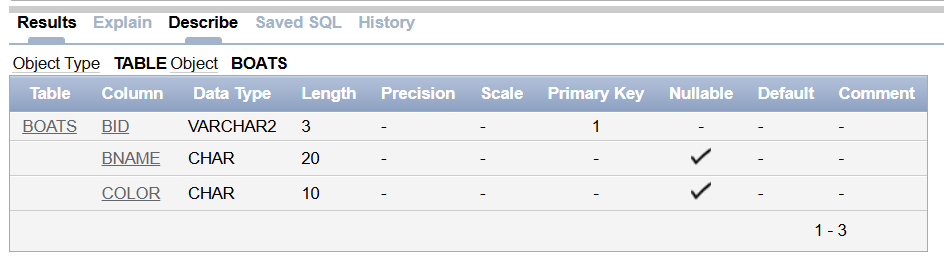 Results Explain Describe Saved SQL History
Object Type TABLE Object BOATS
Table Column Data Type Length Precision Scale Primary Key Nullable Default Comment
BOATS BID VARCHAR2 3 - - 1 - - -
BNAME CHAR 20 - - - ✓ - -
COLOR CHAR 10 - - - ✓ - -
1 - 3